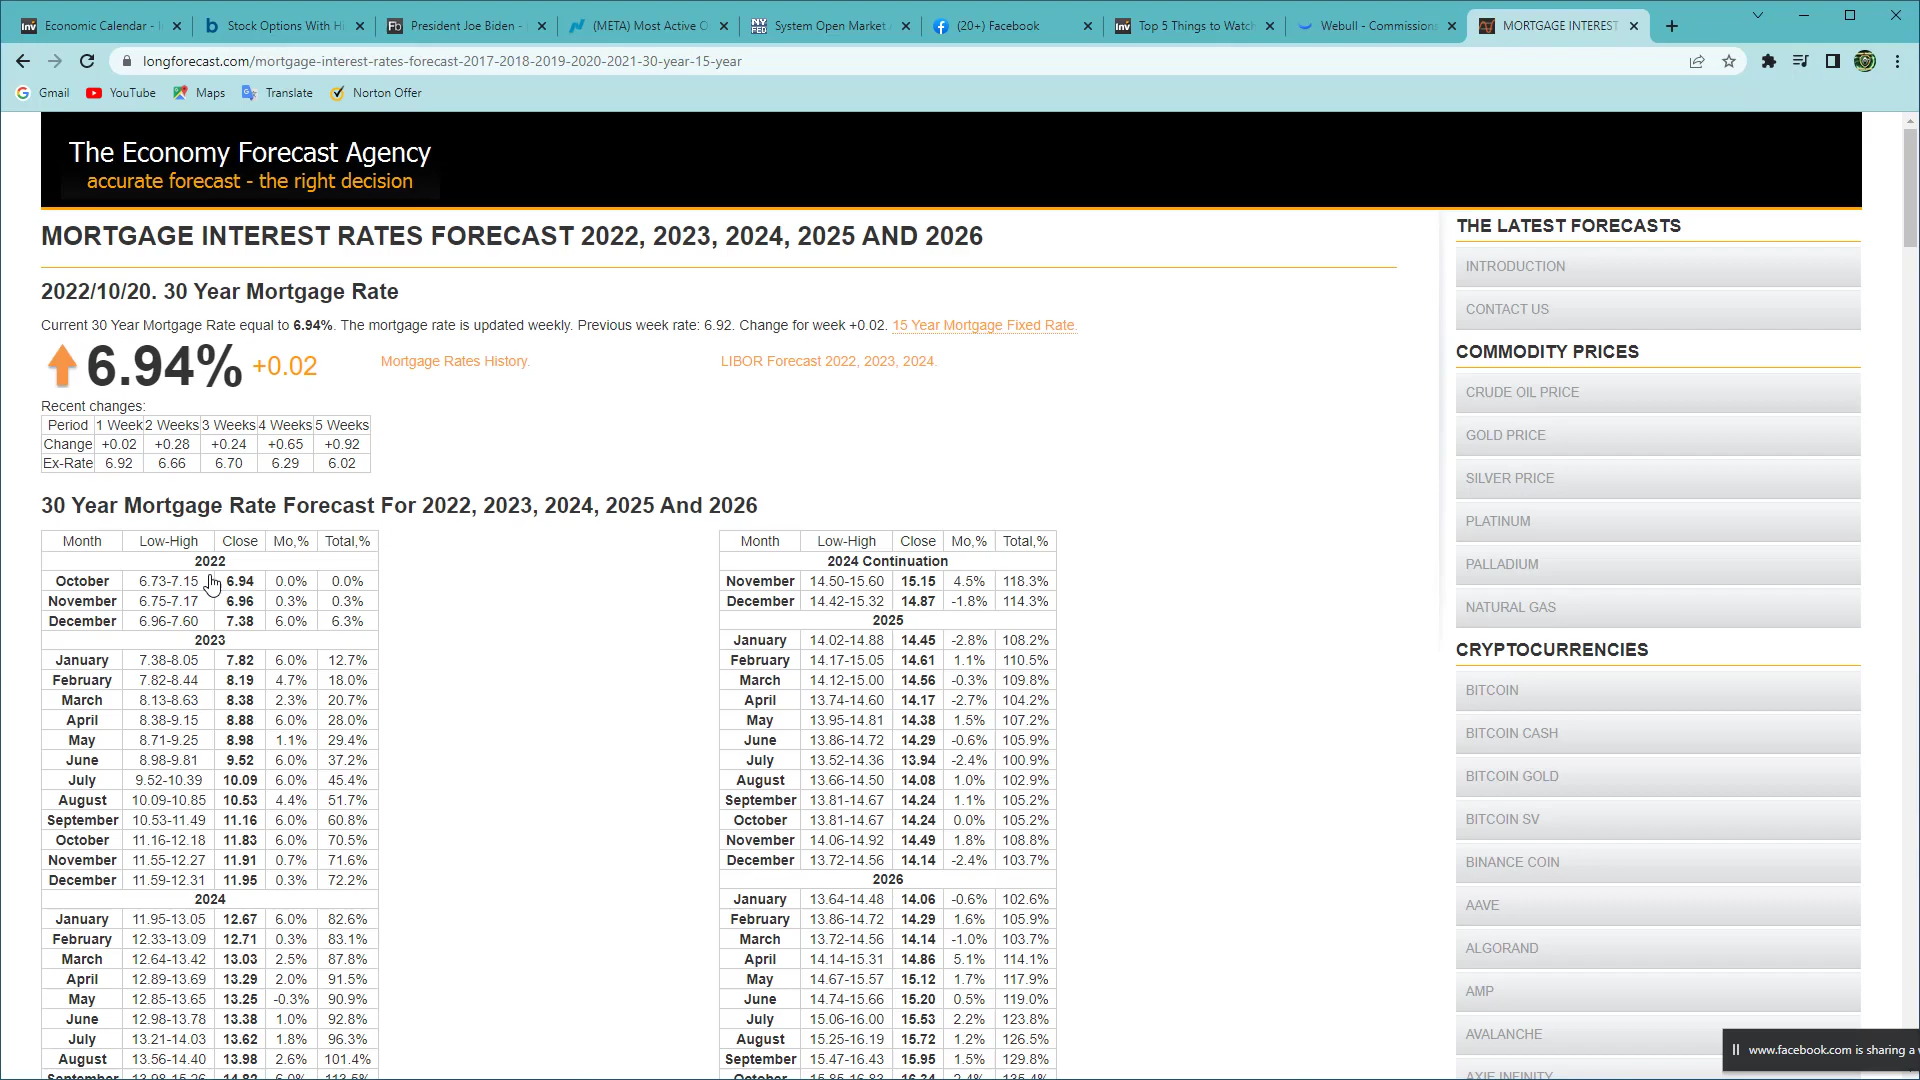 Economic Calendar - I
Stock Options With Hi
President Joe Biden -
(META) Most Active O
System Open Market A
(20+) Facebook
Top 5 Things to Watch
Webull - Commissions
MORTGAGE INTEREST
longforecast.com/mortgage-interest-rates-forecast-2017-2018-2019-2020-2021-30-year-15-year
Gmail YouTube Maps Translate Norton Offer
The Economy Forecast Agency
accurate forecast - the right decision
MORTGAGE INTEREST RATES FORECAST 2022, 2023, 2024, 2025 AND 2026
2022/10/20. 30 Year Mortgage Rate
Current 30 Year Mortgage Rate equal to 6.94%. The mortgage rate is updated weekly. Previous week rate: 6.92. Change for week +0.02. 15 Year Mortgage Fixed Rate.
6.94% +0.02
Mortgage Rates History.
LIBOR Forecast 2022, 2023, 2024.
Recent changes:
Period 1 Week 2 Weeks 3 Weeks 4 Weeks 5 Weeks
Change +0.02 +0.28 +0.24 +0.65 +0.92
Ex-Rate 6.92 6.66 6.70 6.29 6.02
30 Year Mortgage Rate Forecast For 2022, 2023, 2024, 2025 And 2026
Month Low-High Close Mo,% Total,%
2022
October 6.73-7.15 6.94 0.0% 0.0%
November 6.75-7.17 6.96 0.3% 0.3%
December 6.96-7.60 7.38 6.0% 6.3%
2023
January 7.38-8.05 7.82 6.0% 12.7%
February 7.82-8.44 8.19 4.7% 18.0%
March 8.13-8.63 8.38 2.3% 20.7%
April 8.38-9.15 8.88 6.0% 28.0%
May 8.71-9.25 8.98 1.1% 29.4%
June 8.98-9.81 9.52 6.0% 37.2%
July 9.52-10.39 10.09 6.0% 45.4%
August 10.09-10.85 10.53 4.4% 51.7%
September 10.53-11.49 11.16 6.0% 60.8%
October 11.16-12.18 11.83 6.0% 70.5%
November 11.55-12.27 11.91 0.7% 71.6%
December 11.59-12.31 11.95 0.3% 72.2%
2024
January 11.95-13.05 12.67 6.0% 82.6%
February 12.33-13.09 12.71 0.3% 83.1%
March 12.64-13.42 13.03 2.5% 87.8%
April 12.89-13.69 13.29 2.0% 91.5%
May 12.85-13.65 13.25 -0.3% 90.9%
June 12.98-13.78 13.38 1.0% 92.8%
July 13.21-14.03 13.62 1.8% 96.3%
August 13.56-14.40 13.98 2.6% 101.4%
Month Low-High Close Mo,% Total,%
2024 Continuation
November 14.50-15.60 15.15 4.5% 118.3%
December 14.42-15.32 14.87 -1.8% 114.3%
2025
January 14.02-14.88 14.45 -2.8% 108.2%
February 14.17-15.05 14.61 1.1% 110.5%
March 14.12-15.00 14.56 -0.3% 109.8%
April 13.74-14.60 14.17 -2.7% 104.2%
May 13.95-14.81 14.38 1.5% 107.2%
June 13.86-14.72 14.29 -0.6% 105.9%
July 13.52-14.36 13.94 -2.4% 100.9%
August 13.66-14.50 14.08 1.0% 102.9%
September 13.81-14.67 14.24 1.1% 105.2%
October 13.81-14.67 14.24 0.0% 105.2%
November 14.06-14.92 14.49 1.8% 108.8%
December 13.72-14.56 14.14 -2.4% 103.7%
2026
January 13.64-14.48 14.06 -0.6% 102.6%
February 13.86-14.72 14.29 1.6% 105.9%
March 13.72-14.56 14.14 -1.0% 103.7%
April 14.14-15.31 14.86 5.1% 114.1%
May 14.67-15.57 15.12 1.7% 117.9%
June 14.74-15.66 15.20 0.5% 119.0%
July 15.06-16.00 15.53 2.2% 123.8%
August 15.25-16.19 15.72 1.2% 126.5%
September 15.47-16.43 15.95 1.5% 129.8%
THE LATEST FORECASTS
INTRODUCTION
CONTACT US
COMMODITY PRICES
CRUDE OIL PRICE
GOLD PRICE
SILVER PRICE
PLATINUM
PALLADIUM
NATURAL GAS
CRYPTOCURRENCIES
BITCOIN
BITCOIN CASH
BITCOIN GOLD
BITCOIN SV
BINANCE COIN
AAVE
ALGORAND
AMP
AVALANCHE
AXIE INFINITY
www.facebook.com is sharing a